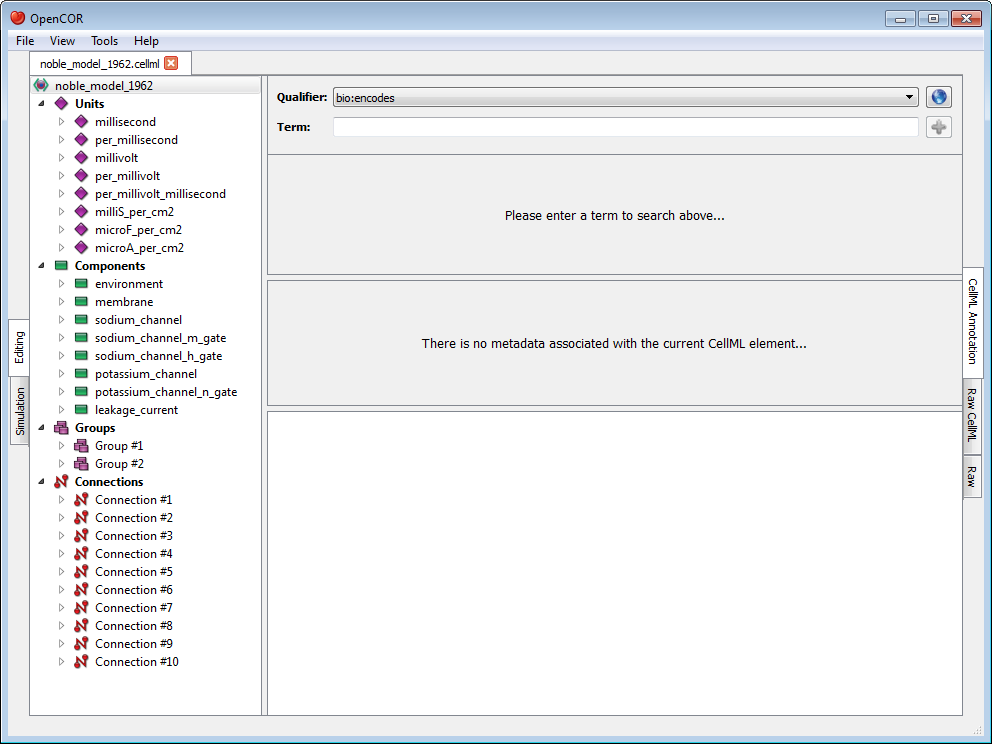 OpenCOR
File View Tools Help
noble_model_1962.cellml
noble_model_1962
Units
millisecond
per_millisecond
millivolt
per_millivolt
per_millivolt_millisecond
milliS_per_cm2
microF_per_cm2
microA_per_cm2
Components
environment
membrane
sodium_channel
sodium_channel_m_gate
sodium_channel_h_gate
potassium_channel
potassium_channel_n_gate
leakage_current
Groups
Group #1
Group #2
Connections
Connection #1
Connection #2
Connection #3
Connection #4
Connection #5
Connection #6
Connection #7
Connection #8
Connection #9
Connection #10
Editing
Simulation
Qualifier: bio:encodes
Term:
Please enter a term to search above...
There is no metadata associated with the current CellML element...
CellML Annotation
Raw CellML
Raw